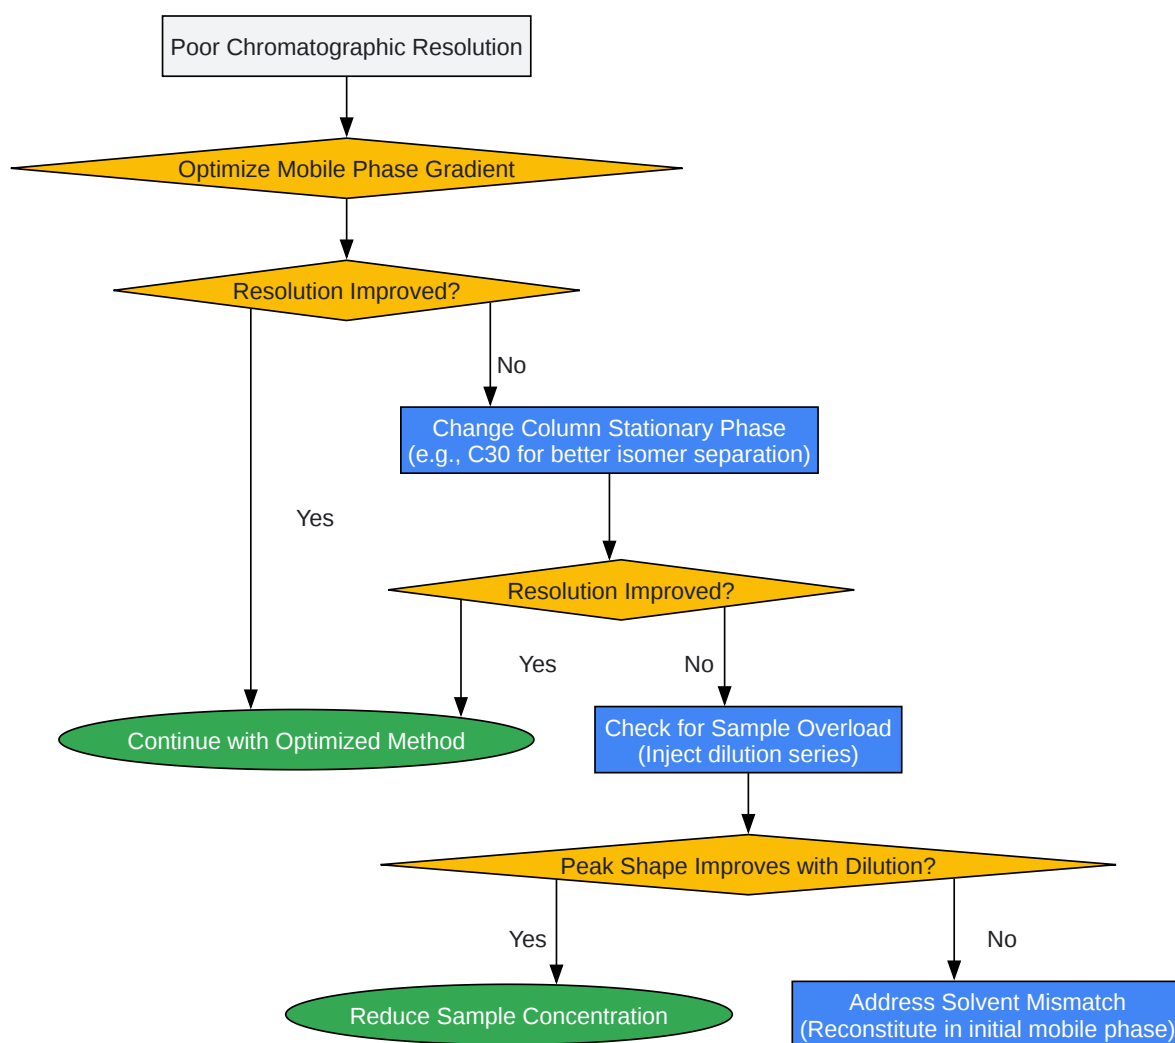 Poor Chromatographic Resolution
Optimize Mobile Phase Gradient
Resolution Improved?
No
Change Column Stationary Phase
(e.g., C30 for better isomer separation)
Yes
Resolution Improved?
Yes
No
Check for Sample Overload
(Inject dilution series)
Continue with Optimized Method
Peak Shape Improves with Dilution?
Yes
No
Reduce Sample Concentration
Address Solvent Mismatch
(Reconstitute in initial mobile phase)